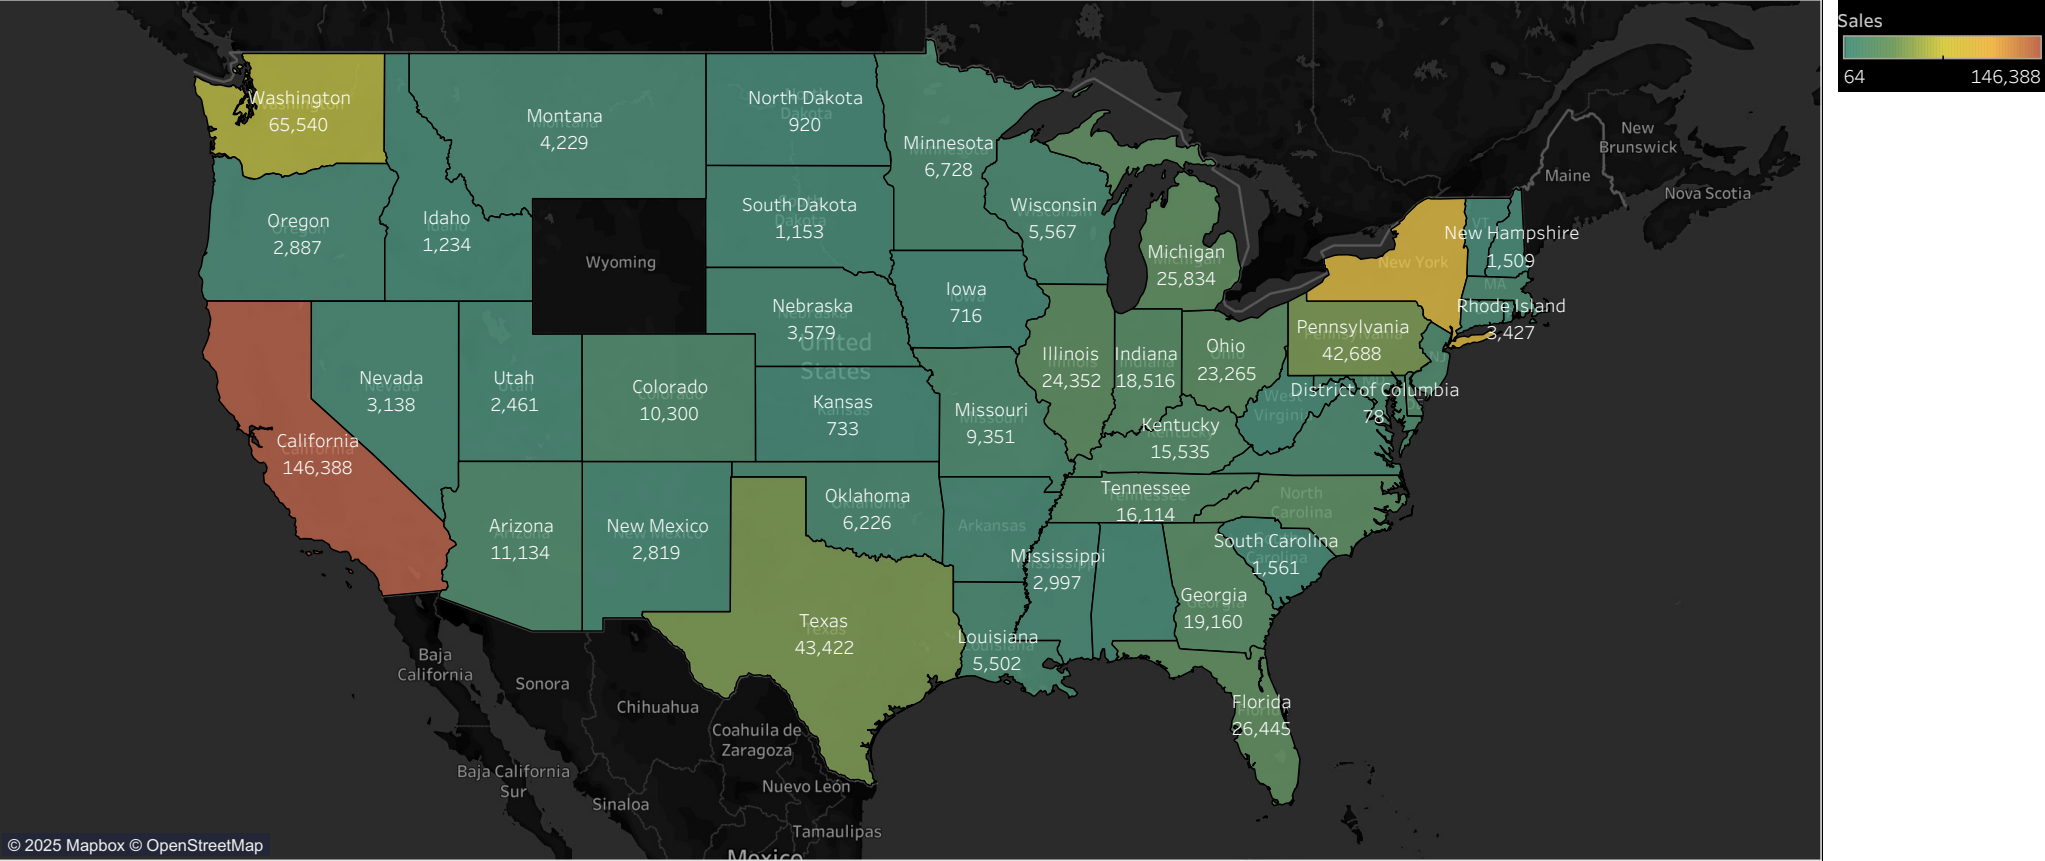 Sales
64 146,388
Washington
65,540
Montana
4,229
North Dakota
920
Minnesota
6,728
New
Brunswick
Maine
Nova Scotia
Oregon
2,887
Idaho
1,234
Wyoming
South Dakota
1,153
Wisconsin
5,567
Michigan
25,834
New York
VT
New Hampshire
1,509
MA
Rhode Island
3,427
Nebraska
3,579
United
States
Iowa
716
Illinois
24,352
Indiana
18,516
Ohio
23,265
Pennsylvania
42,688
NJ
Nevada
3,138
Utah
2,461
Colorado
10,300
Kansas
733
Missouri
9,351
Kentucky
15,535
West
Virginia
District of Columbia
78
California
146,388
Arizona
11,134
New Mexico
2,819
Oklahoma
6,226
Arkansas
Tennessee
16,114
North
Carolina
South Carolina
1,561
Mississippi
2,997
Georgia
19,160
Texas
43,422
Louisiana
5,502
Florida
26,445
Baja
California
Sonora
Chihuahua
Coahuila de
Zaragoza
Baja California
Sur
Sinaloa
Nuevo León
Tamaulipas
Mexico
© 2025 Mapbox © OpenStreetMap